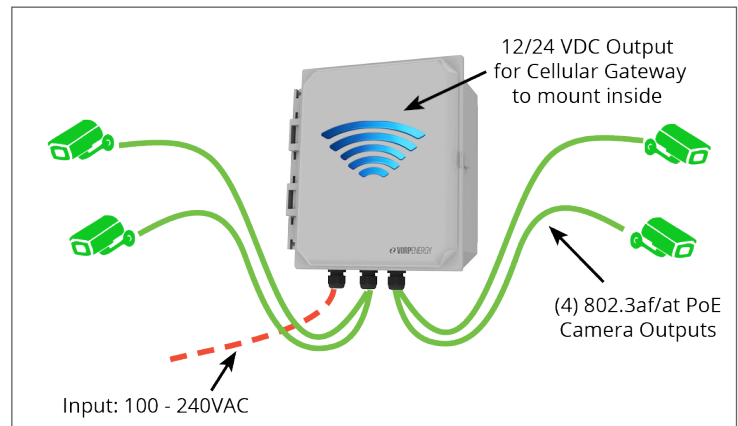 12/24 VDC Output
for Cellular Gateway
to mount inside
VORPENERGY
(4) 802.3af/at PoE
Camera Outputs
Input: 100 - 240VAC